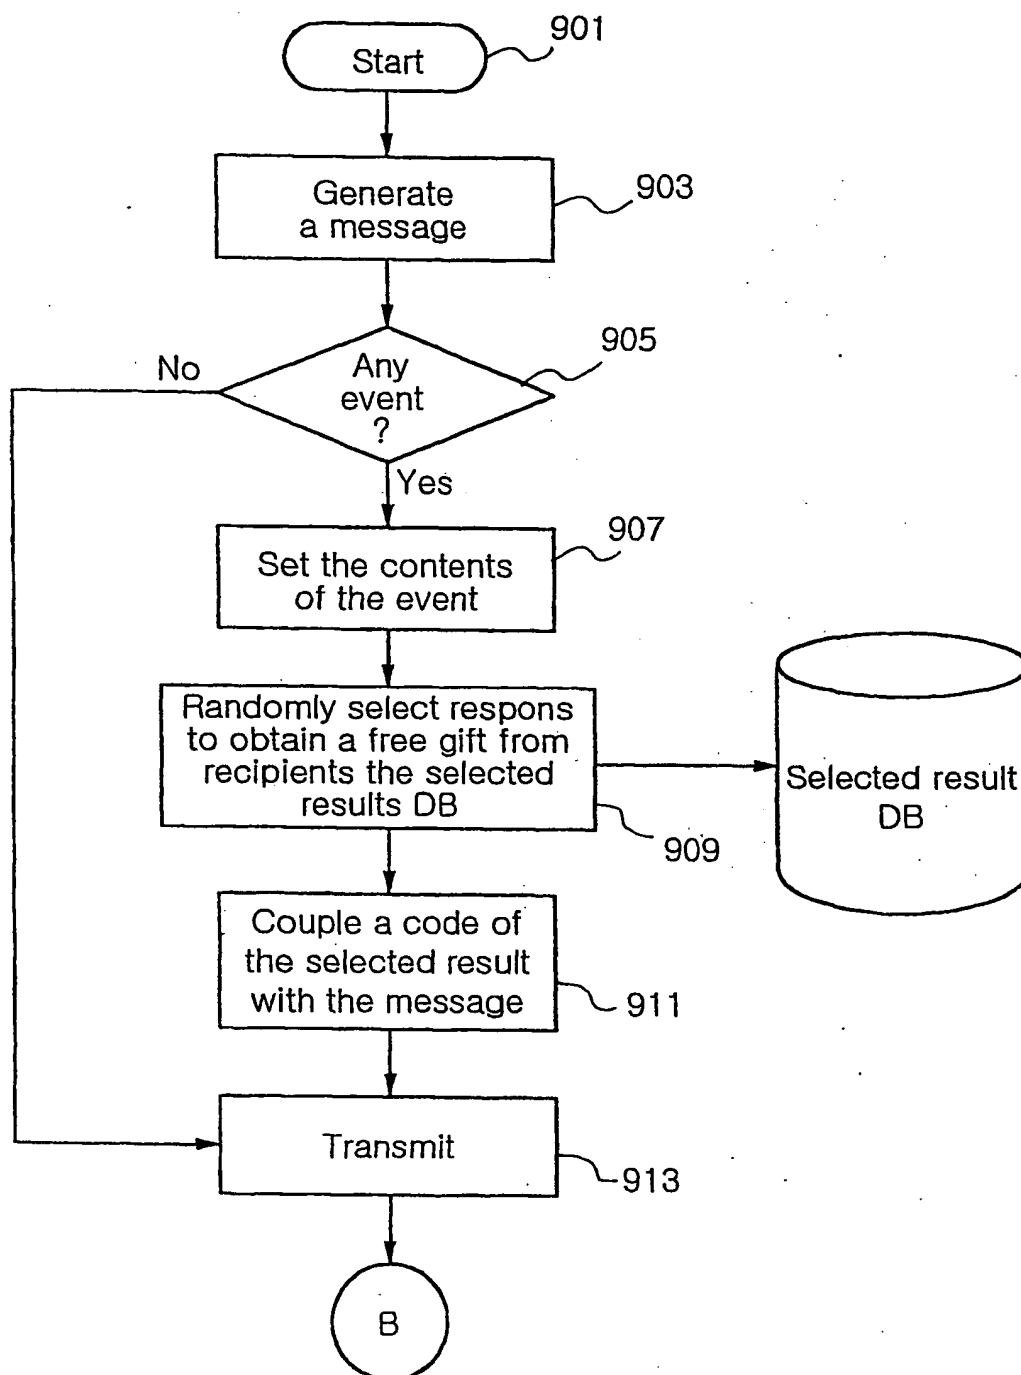 901
Start
Generate
a message
903
Any
event
?
905
No
Yes
907
Set the contents
of the event
Randomly select respons
to obtain a free gift from
recipients the selected
results DB
909
Selected result
DB
Couple a code of
the selected result
with the message
911
Transmit
913
B